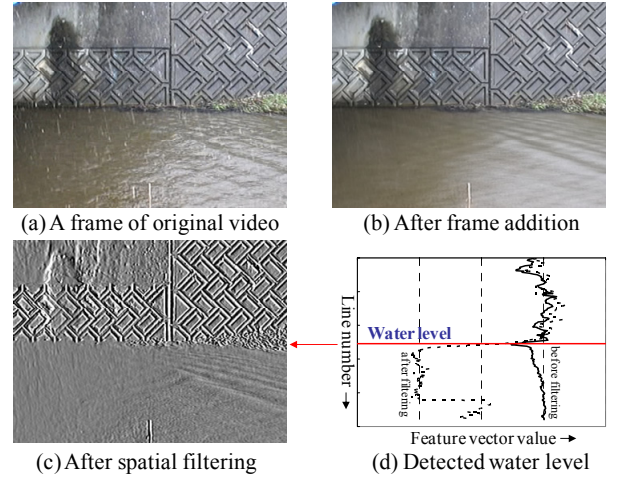 (a) A frame of original video
(b) After frame addition
Line number →
Water level
after filtering
before filtering
Feature vector value →
(c) After spatial filtering
(d) Detected water level